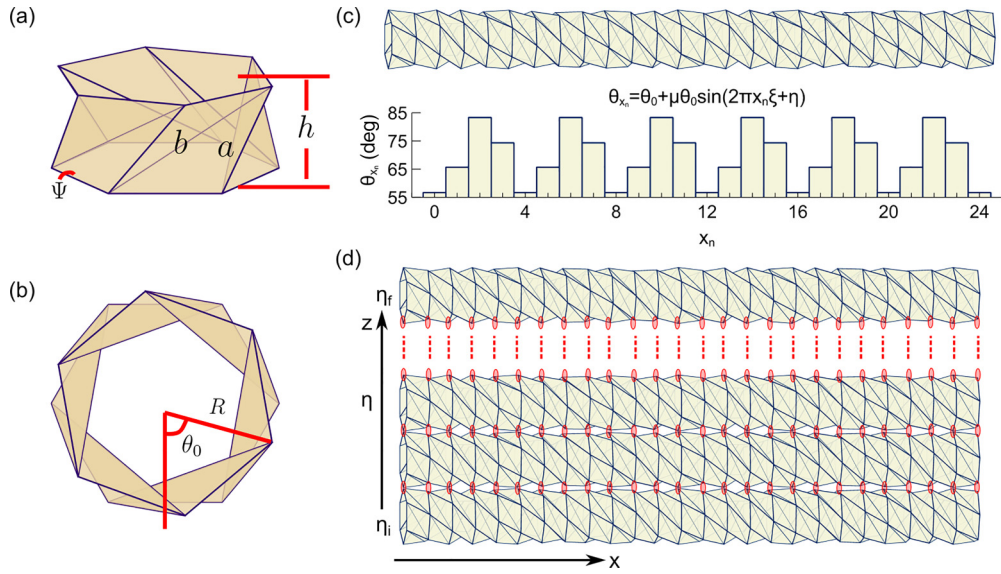 (a)
h
b
a
Ψ
(b)
R
θ₀
(c)
θxₙ=θ₀+μθ₀sin(2πxₙξ+η)
θxₙ (deg)
85
75
65
55
0 4 8 12 16 20 24
xₙ
(d)
ηf
z
η
ηi
x